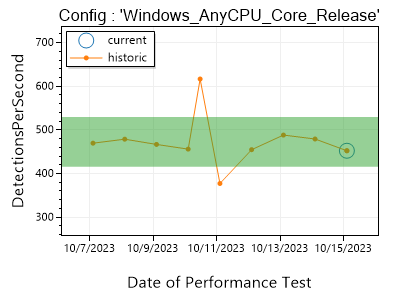 Config : 'Windows_AnyCPU_Core_Release'
current
historic
DetectionsPerSecond
700
600
500
400
300
10/7/2023
10/9/2023
10/11/2023
10/13/2023
10/15/2023
Date of Performance Test